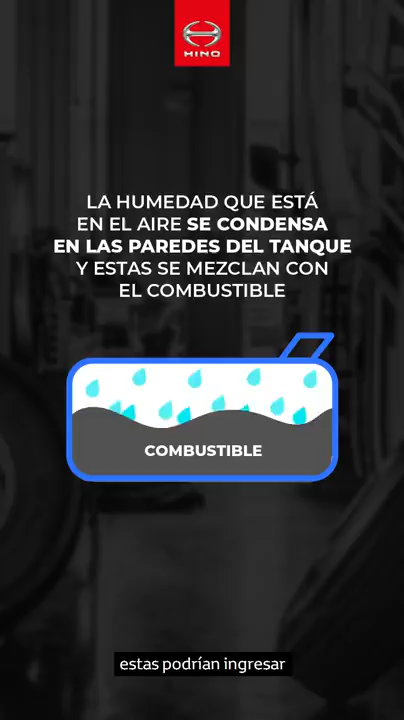 HINO
LA HUMEDAD QUE ESTÁ
EN EL AIRE SE CONDENSA
EN LAS PAREDES DEL TANQUE
Y ESTAS SE MEZCLAN CON
EL COMBUSTIBLE
COMBUSTIBLE
estas podrían ingresar